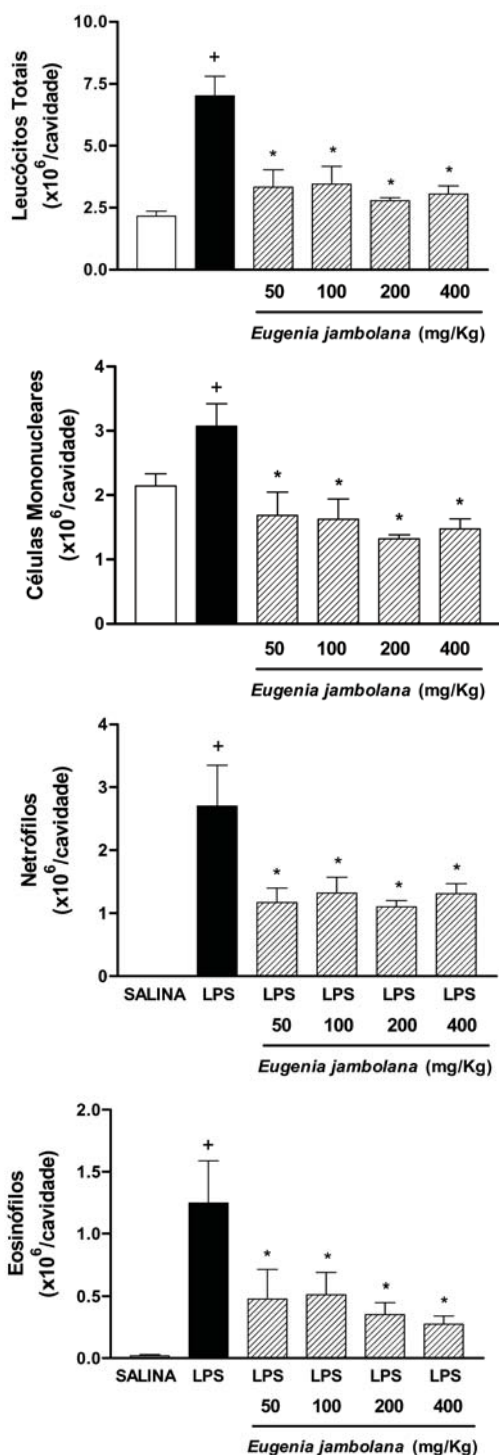 Leucócitos Totais
(x10⁶/cavidade)
10.0
7.5
5.0
2.5
0.0
+
* * * *
50 100 200 400
Eugenia jambolana (mg/Kg)
Células Mononucleares
(x10⁶/cavidade)
4
3
2
1
0
+
* * * *
50 100 200 400
Eugenia jambolana (mg/Kg)
Netrófilos
(x10⁶/cavidade)
4
3
2
1
0
+
* * * *
SALINA LPS LPS LPS LPS LPS
50 100 200 400
Eugenia jambolana (mg/Kg)
Eosinófilos
(x10⁶/cavidade)
2.0
1.5
1.0
0.5
0.0
+
* * * *
SALINA LPS LPS LPS LPS LPS
50 100 200 400
Eugenia jambolana (mg/Kg)